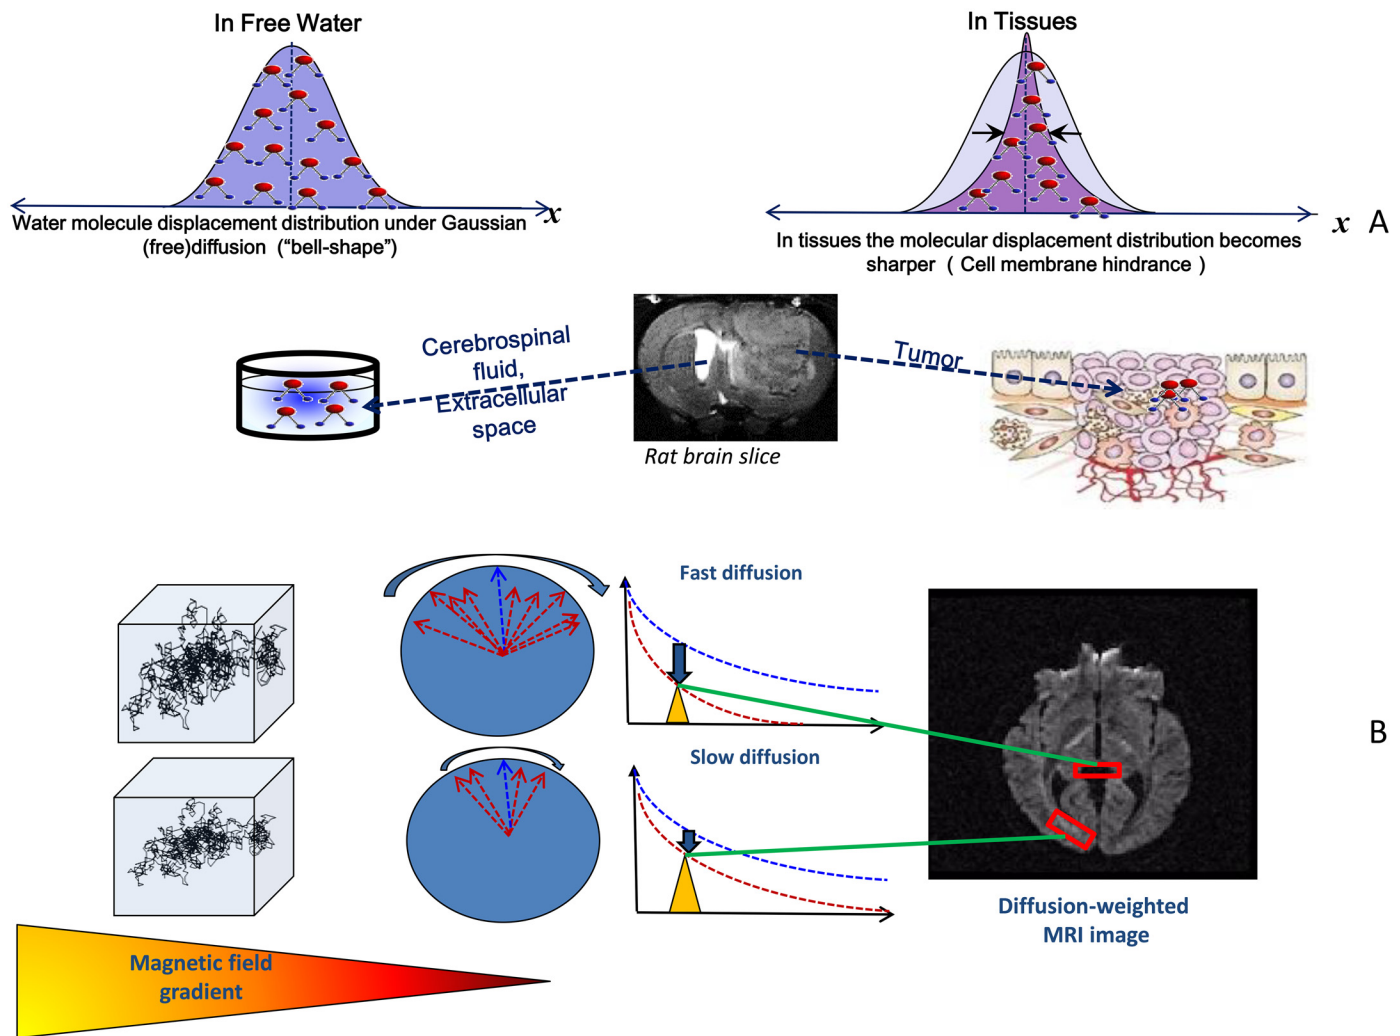 In Free Water
In Tissues
x
Water molecule displacement distribution under Gaussian
(free)diffusion ("bell-shape")
x
A
In tissues the molecular displacement distribution becomes
sharper ( Cell membrane hindrance )
Cerebrospinal
fluid,
Extracellular
space
Tumor
Rat brain slice
Fast diffusion
B
Slow diffusion
Diffusion-weighted
MRI image
Magnetic field
gradient